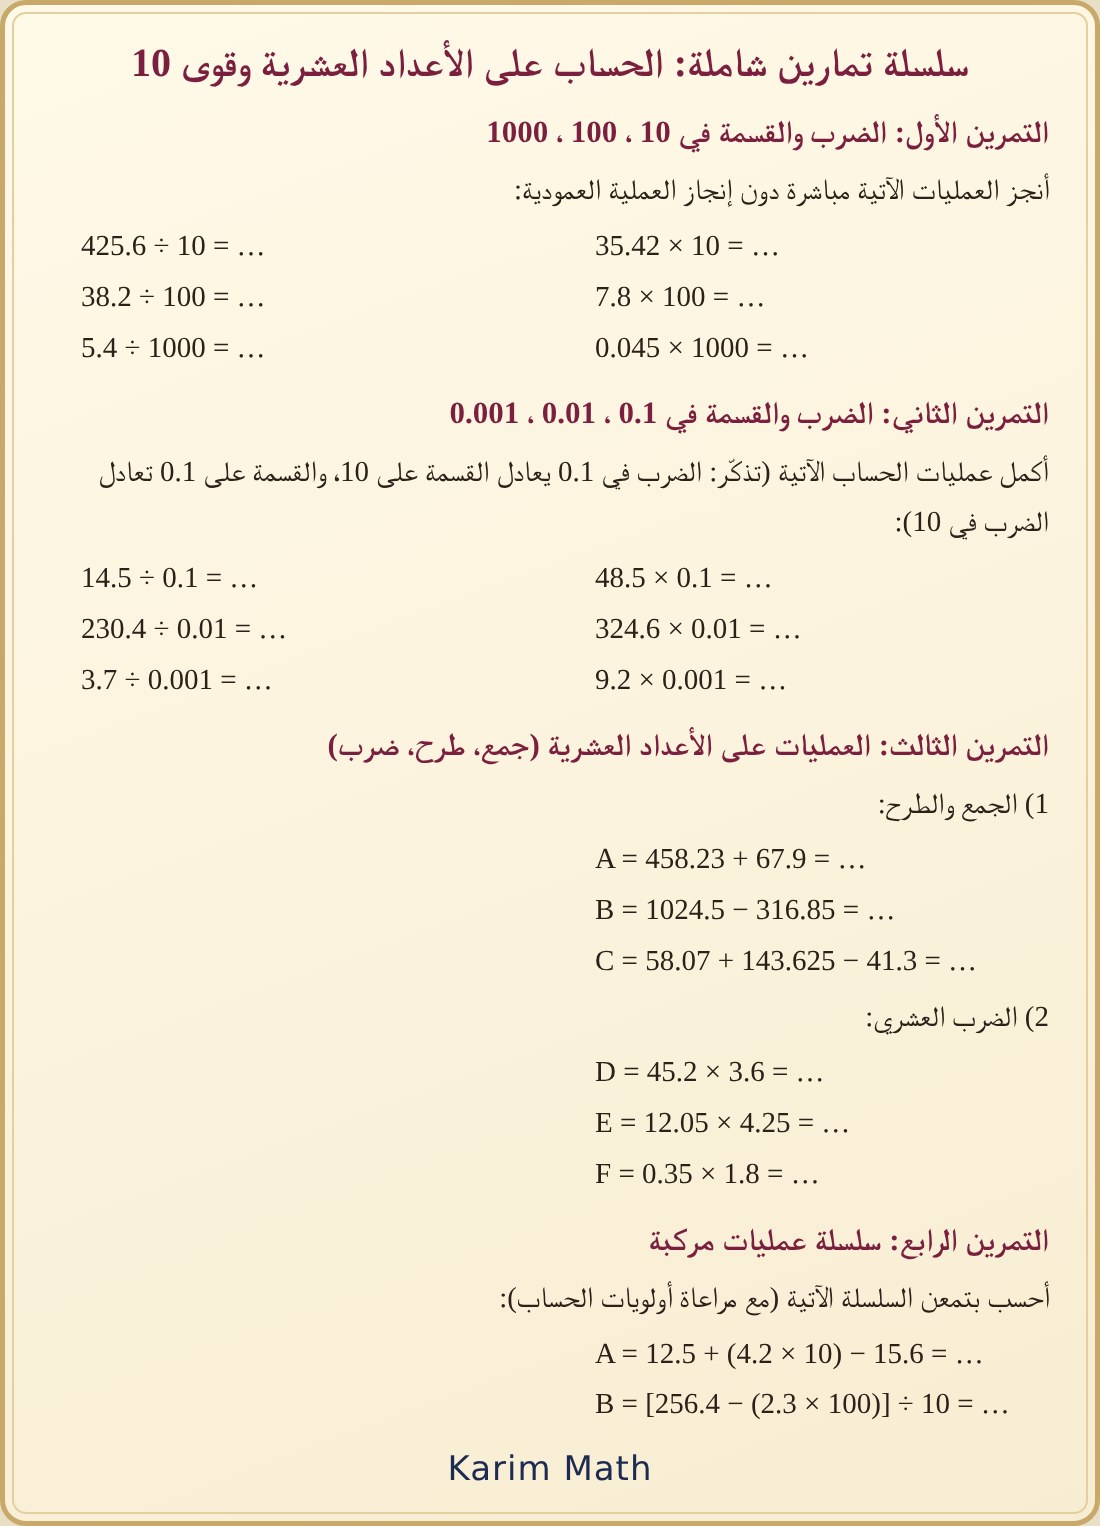 سلسلة تمارين شاملة: الحساب على الأعداد العشرية وقوى 10
التمرين الأول: الضرب والقسمة في 10 ، 100 ، 1000
أنجز العمليات الآتية مباشرة دون إنجاز العملية العمودية:
35.42 × 10 = …
425.6 ÷ 10 = …
7.8 × 100 = …
38.2 ÷ 100 = …
0.045 × 1000 = …
5.4 ÷ 1000 = …
التمرين الثاني: الضرب والقسمة في 0.1 ، 0.01 ، 0.001
أكمل عمليات الحساب الآتية (تذكّر: الضرب في 0.1 يعادل القسمة على 10، والقسمة على 0.1 تعادل
الضرب في 10):
48.5 × 0.1 = …
14.5 ÷ 0.1 = …
324.6 × 0.01 = …
230.4 ÷ 0.01 = …
9.2 × 0.001 = …
3.7 ÷ 0.001 = …
التمرين الثالث: العمليات على الأعداد العشرية (جمع، طرح، ضرب)
1) الجمع والطرح:
A = 458.23 + 67.9 = …
B = 1024.5 − 316.85 = …
C = 58.07 + 143.625 − 41.3 = …
2) الضرب العشري:
D = 45.2 × 3.6 = …
E = 12.05 × 4.25 = …
F = 0.35 × 1.8 = …
التمرين الرابع: سلسلة عمليات مركبة
أحسب بتمعن السلسلة الآتية (مع مراعاة أولويات الحساب):
A = 12.5 + (4.2 × 10) − 15.6 = …
B = [256.4 − (2.3 × 100)] ÷ 10 = …
Karim Math